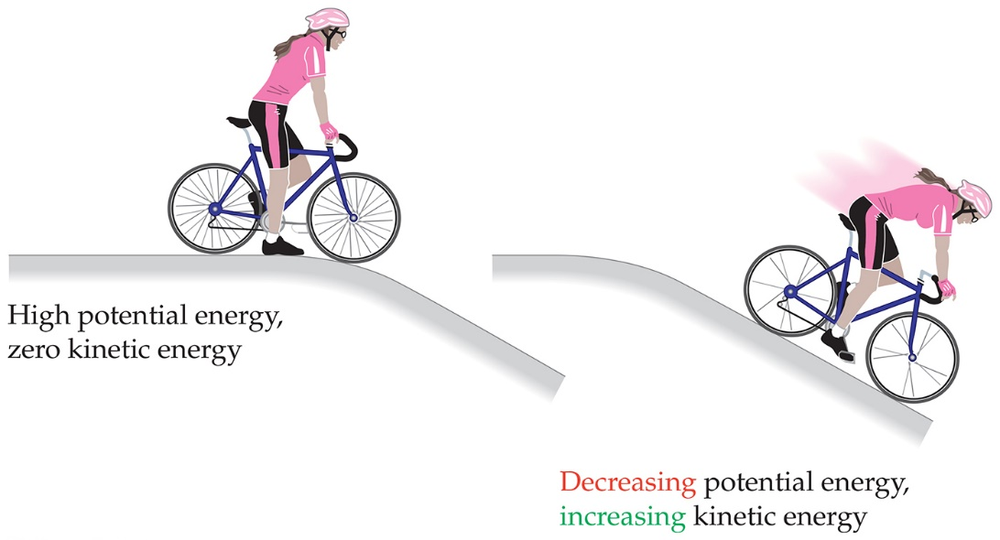 High potential energy,
zero kinetic energy
Decreasing potential energy,
increasing kinetic energy